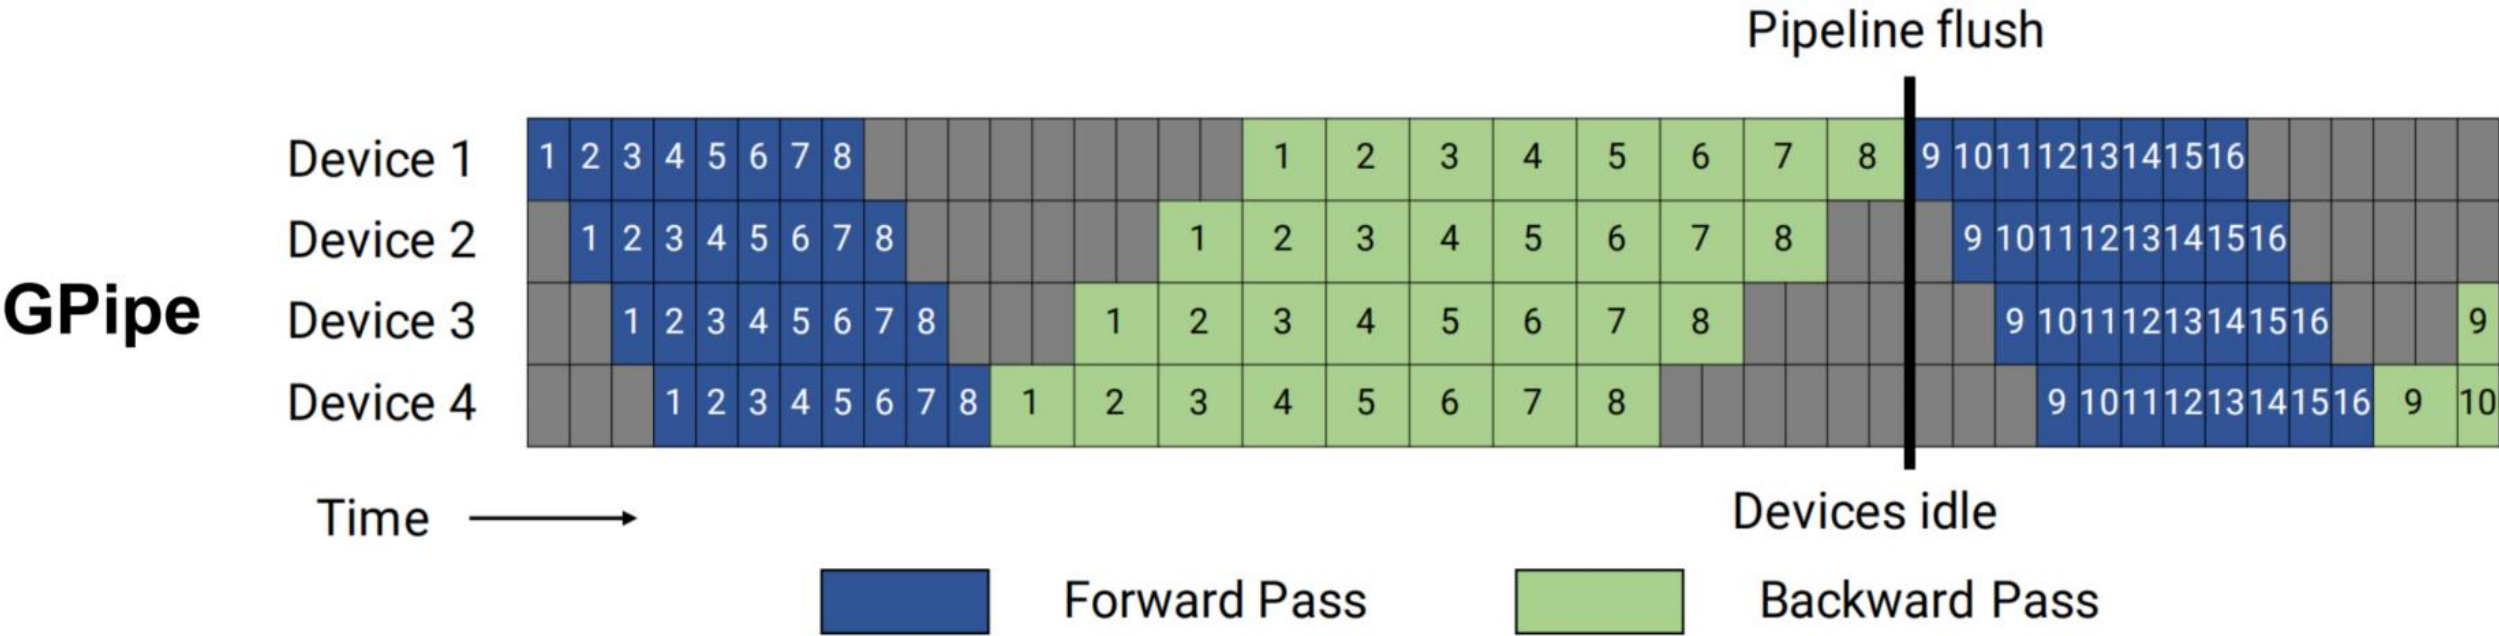 Pipeline flush
Device 1 1 2 3 4 5 6 7 8 1 2 3 4 5 6 7 8 9 10 11 12 13 14 15 16
Device 2 1 2 3 4 5 6 7 8 1 2 3 4 5 6 7 8 9 10 11 12 13 14 15 16
GPipe
Device 3 1 2 3 4 5 6 7 8 1 2 3 4 5 6 7 8 9 10 11 12 13 14 15 16 9
Device 4 1 2 3 4 5 6 7 8 1 2 3 4 5 6 7 8 9 10 11 12 13 14 15 16 9 10
Time
Devices idle
Forward Pass
Backward Pass